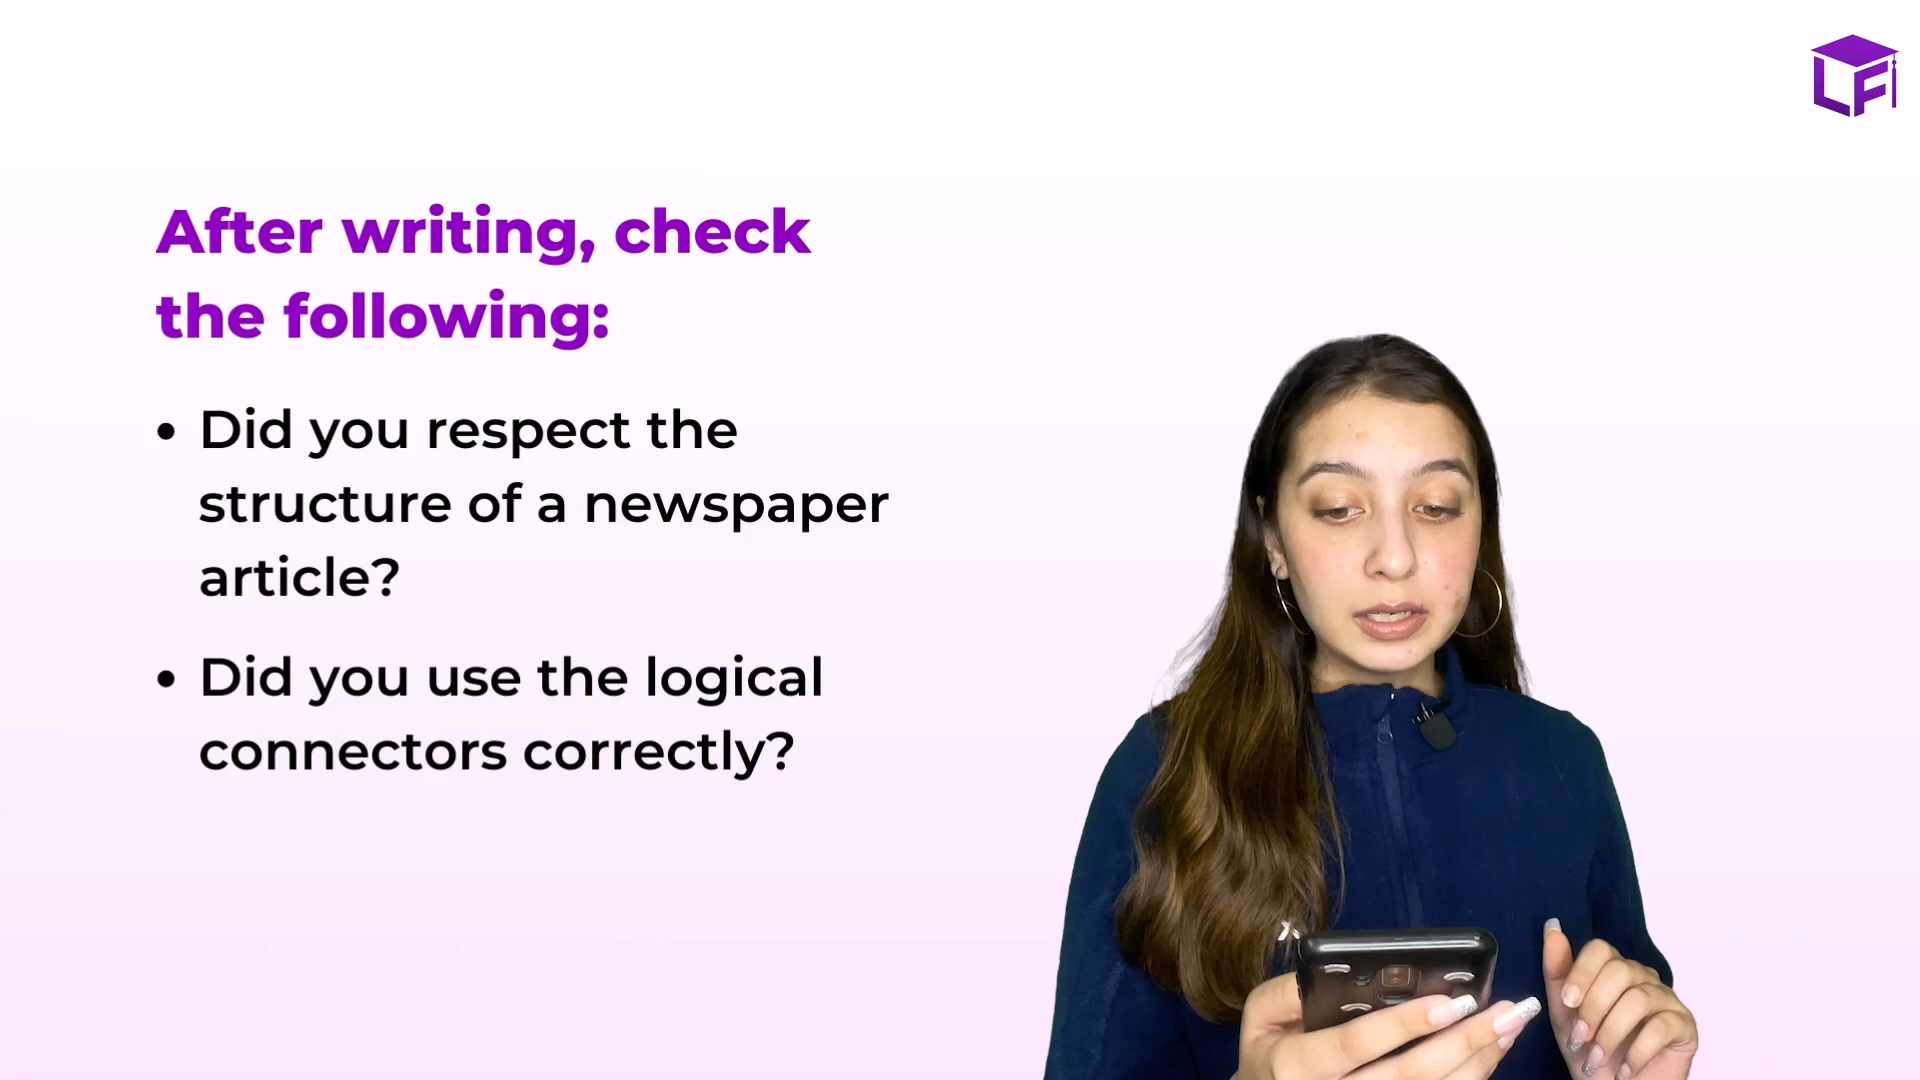 LF
After writing, check
the following:
• Did you respect the
structure of a newspaper
article?
• Did you use the logical
connectors correctly?